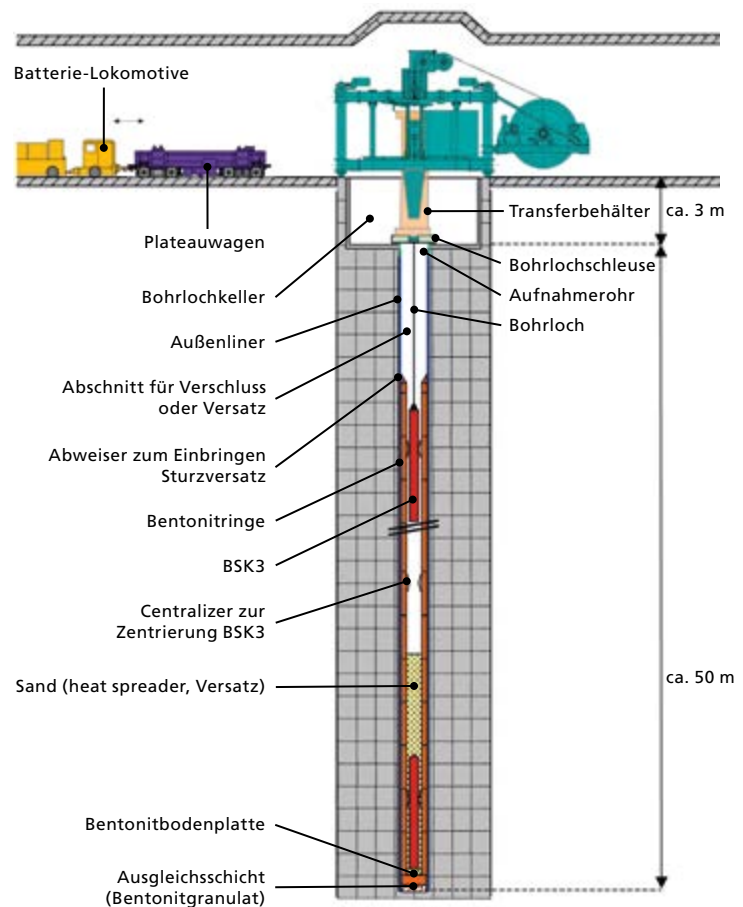 Batterie-Lokomotive
Plateauwagen
Bohrlochkeller
Außenliner
Abschnitt für Verschluss
oder Versatz
Abweiser zum Einbringen
Sturzversatz
Bentonitringe
BSK3
Centralizer zur
Zentrierung BSK3
Sand (heat spreader, Versatz)
Bentonitbodenplatte
Ausgleichsschicht
(Bentonitgranulat)
Transferbehälter
ca. 3 m
Bohrlochschleuse
Aufnahmerohr
Bohrloch
ca. 50 m